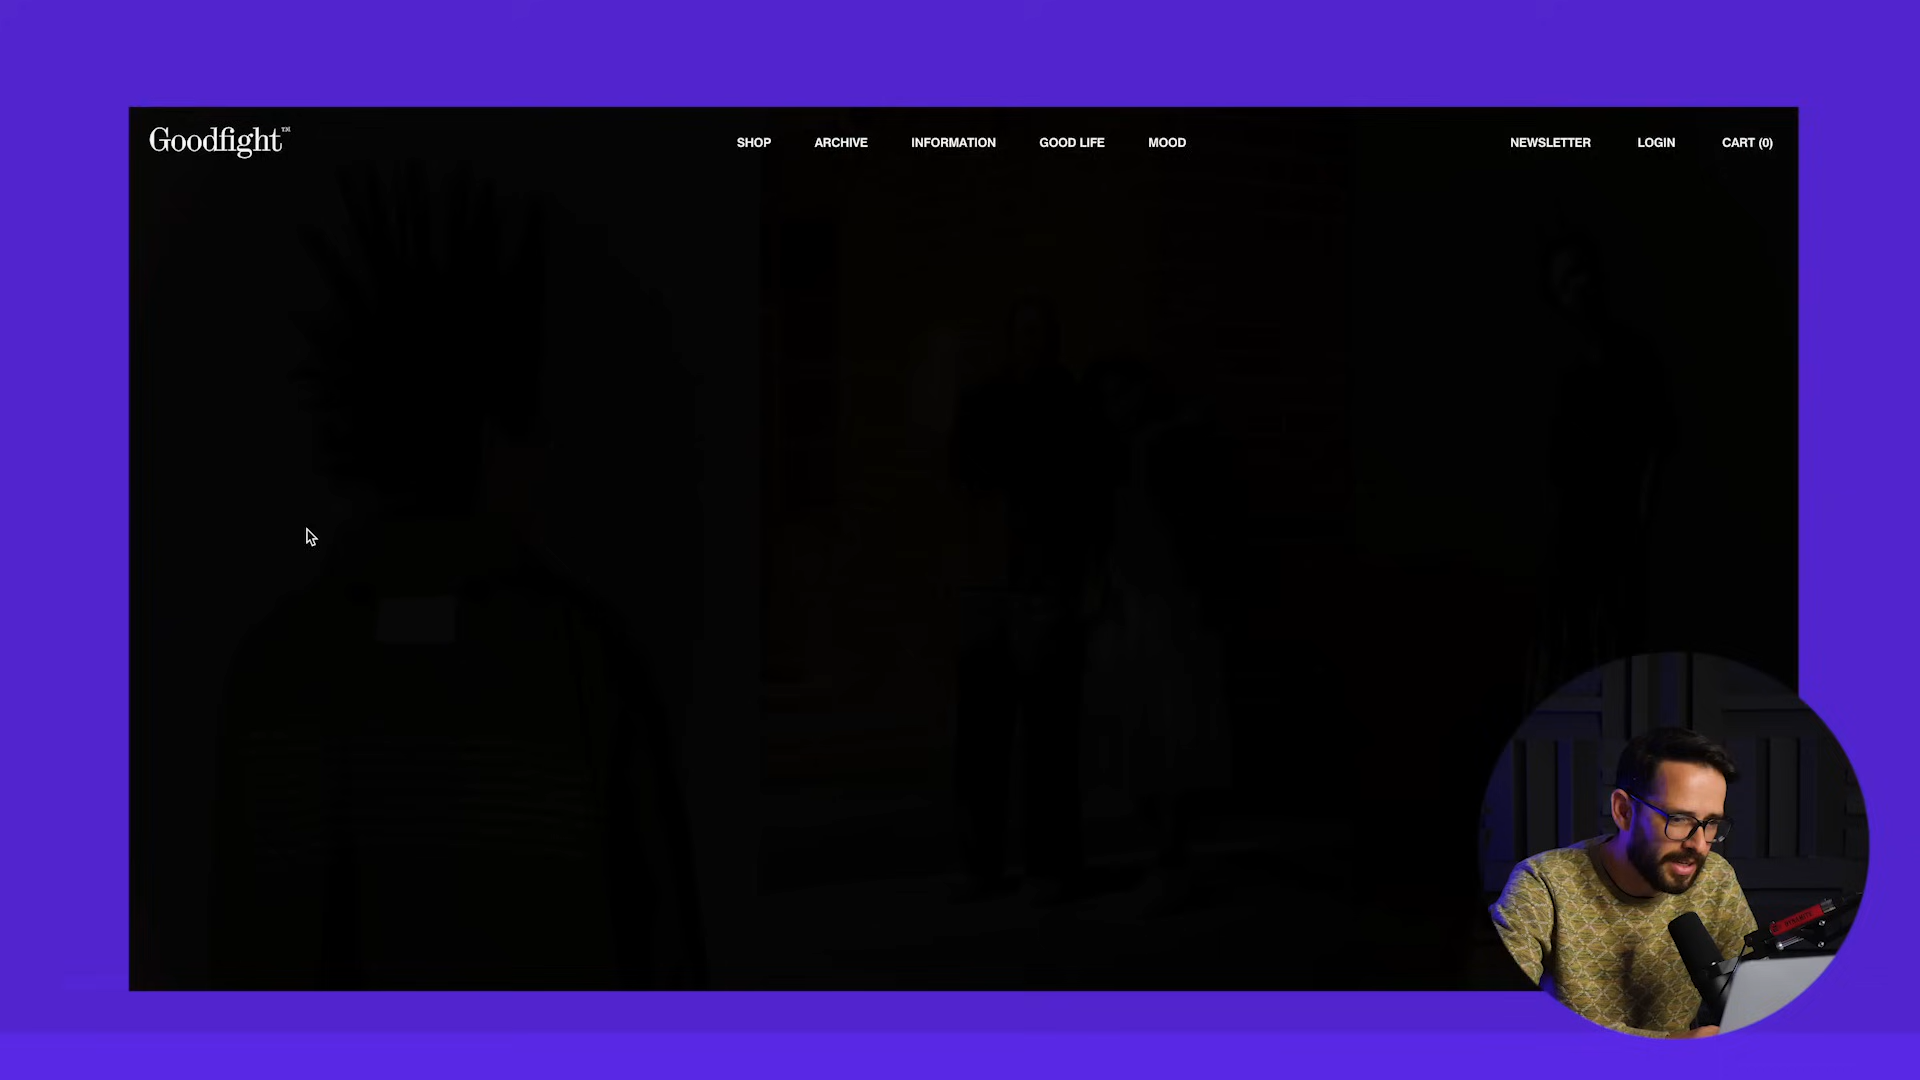 Goodfight™
SHOP ARCHIVE INFORMATION GOOD LIFE MOOD
NEWSLETTER LOGIN CART (0)